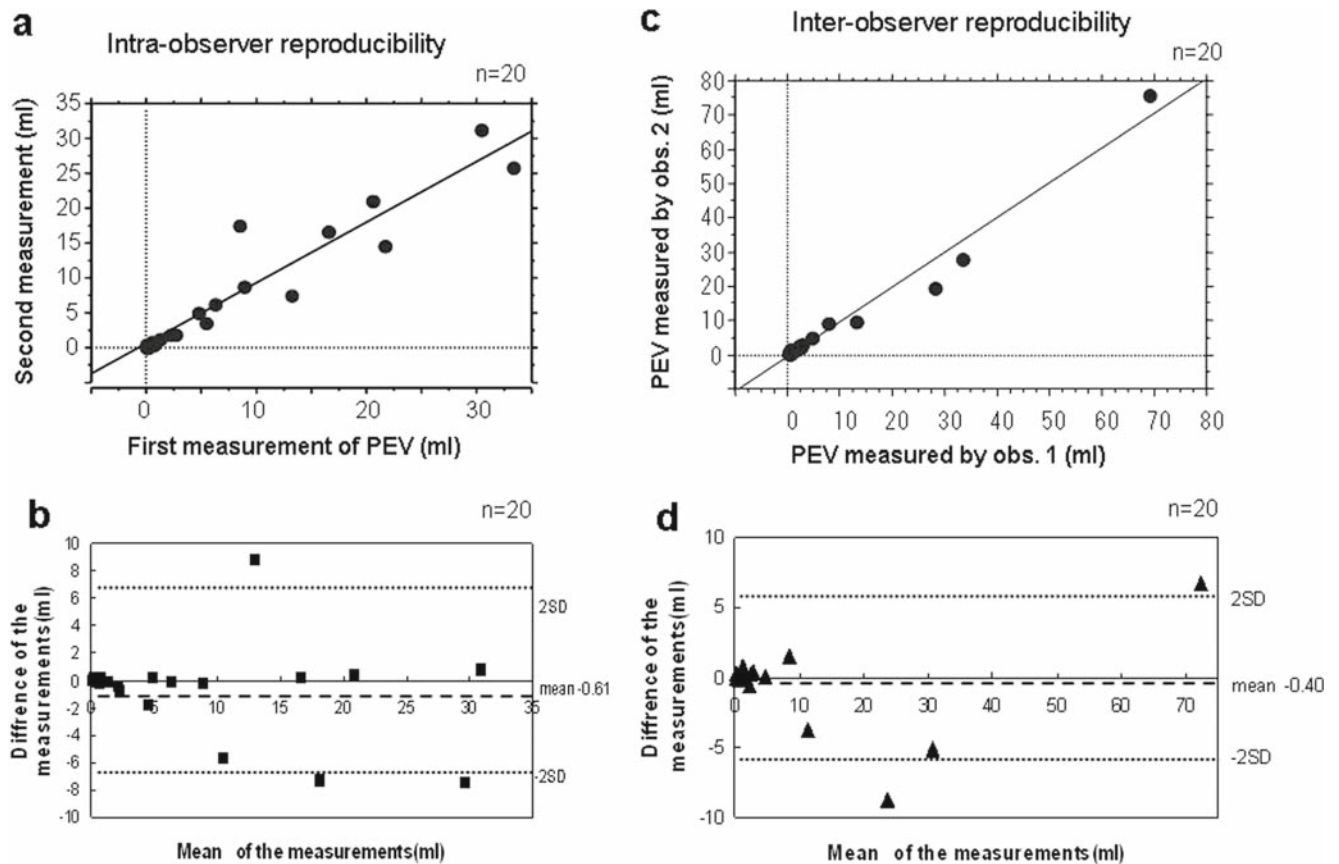 a
Intra-observer reproducibility
n=20
35
30
25
20
15
10
5
0
Second measurement (ml)
0 10 20 30
First measurement of PEV (ml)
c
Inter-observer reproducibility
n=20
80
70
60
50
40
30
20
10
0
PEV measured by obs. 2 (ml)
0 10 20 30 40 50 60 70 80
PEV measured by obs. 1 (ml)
b
n=20
10
8
6
4
2
0
-2
-4
-6
-8
-10
Difference of the
measurements(ml)
2SD
mean -0.61
-2SD
0 5 10 15 20 25 30 35
Mean of the measurements(ml)
d
n=20
10
5
0
-5
-10
Diffrence of the
measurements(ml)
2SD
mean -0.40
-2SD
0 10 20 30 40 50 60 70
Mean of the measurements(ml)